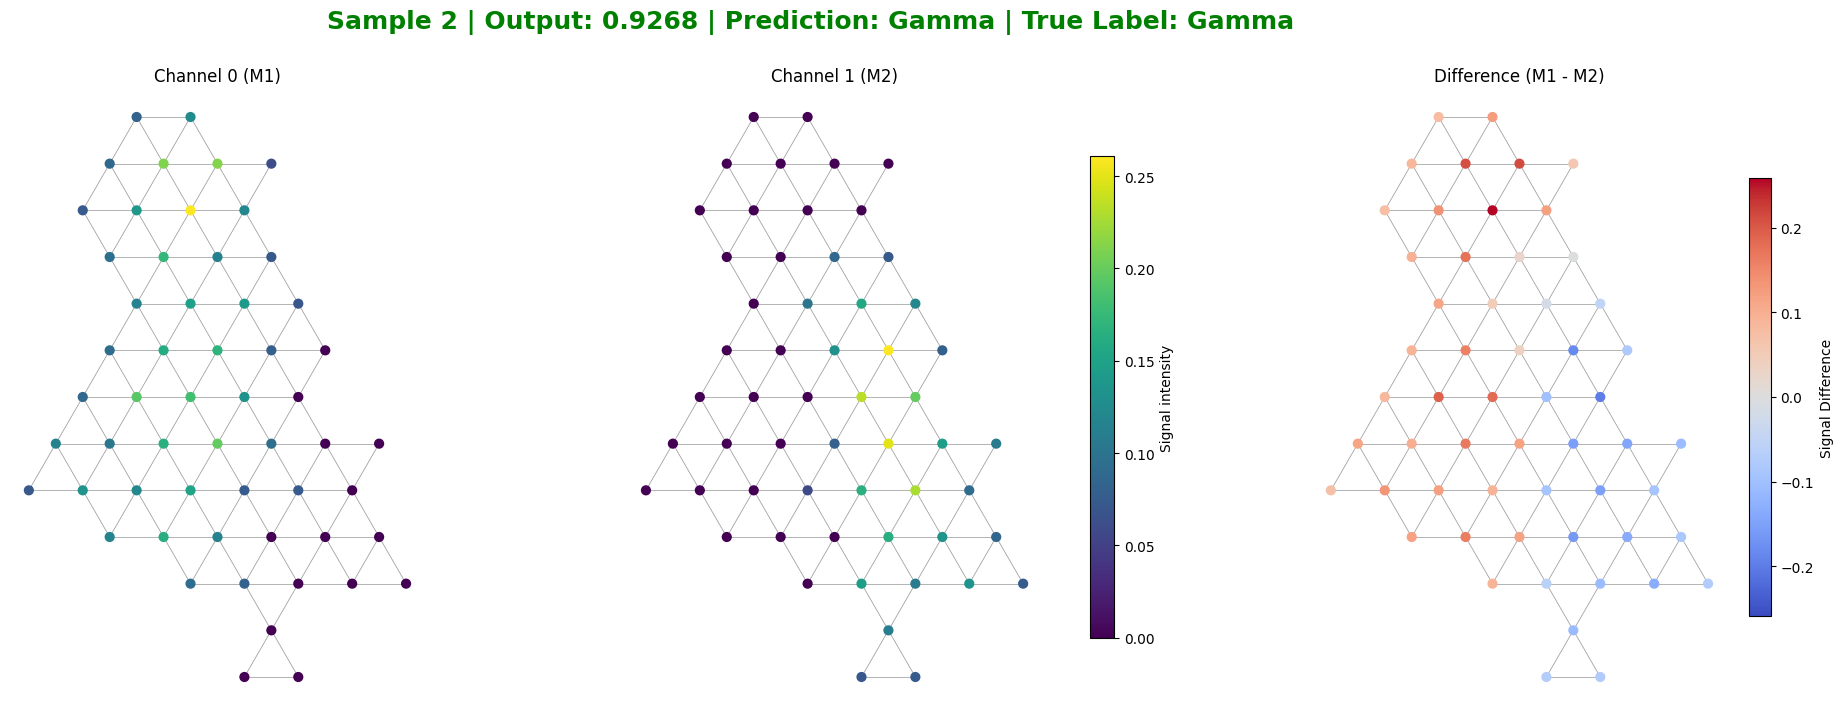 Sample 2 | Output: 0.9268 | Prediction: Gamma | True Label: Gamma
Channel 0 (M1)
Channel 1 (M2)
Difference (M1 - M2)
0.25
0.20
0.15
0.10
0.05
0.00
Signal intensity
0.2
0.1
0.0
−0.1
−0.2
Signal Difference